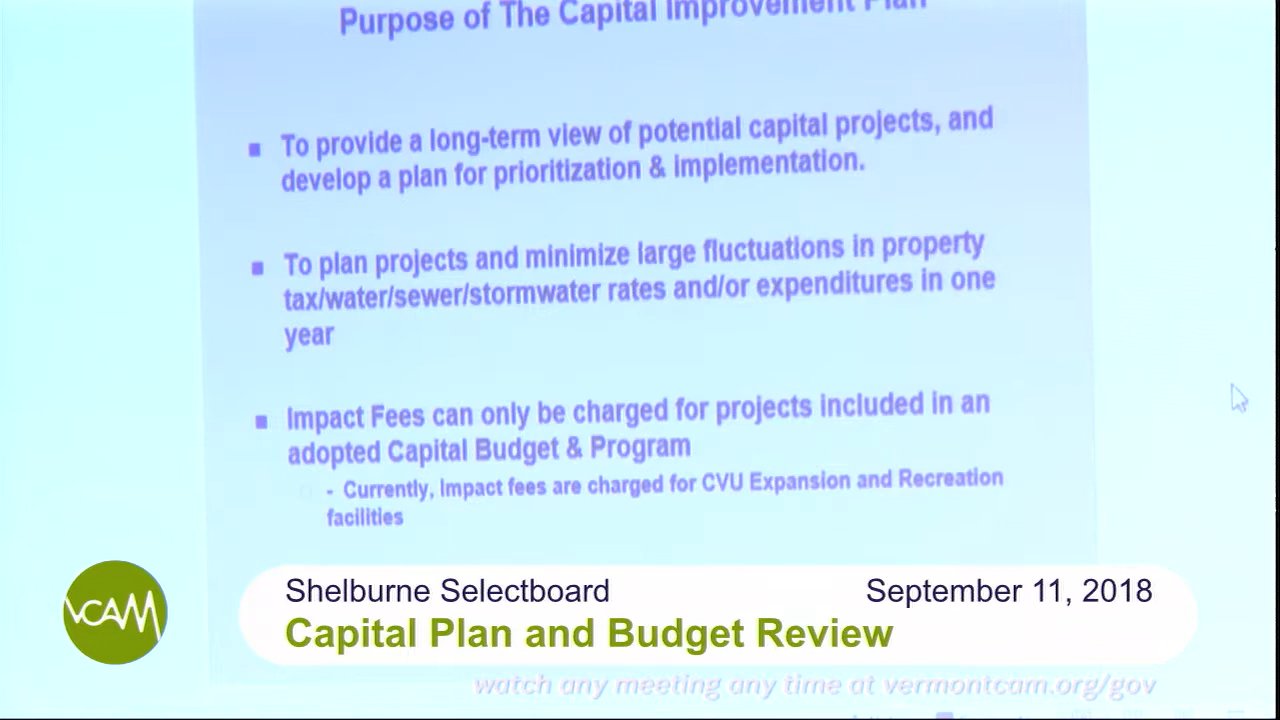 Purpose of The Capital Improvement Plan
To provide a long-term view of potential capital projects, and
develop a plan for prioritization & implementation.
To plan projects and minimize large fluctuations in property
tax/water/sewer/stormwater rates and/or expenditures in one
year
Impact Fees can only be charged for projects included in an
adopted Capital Budget & Program
- Currently, Impact fees are charged for CVU Expansion and Recreation
facilities
VCAM
Shelburne Selectboard
September 11, 2018
Capital Plan and Budget Review
watch any meeting any time at vermontcam.org/gov